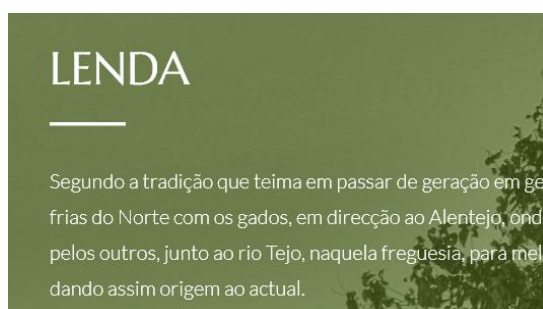 LENDA
Segundo a tradição que teima em passar de geração em
frias do Norte com os gados, em direcção ao Alentejo,
pelos outros, junto ao rio Tejo, naquela freguesia, para
dando assim origem ao actual.